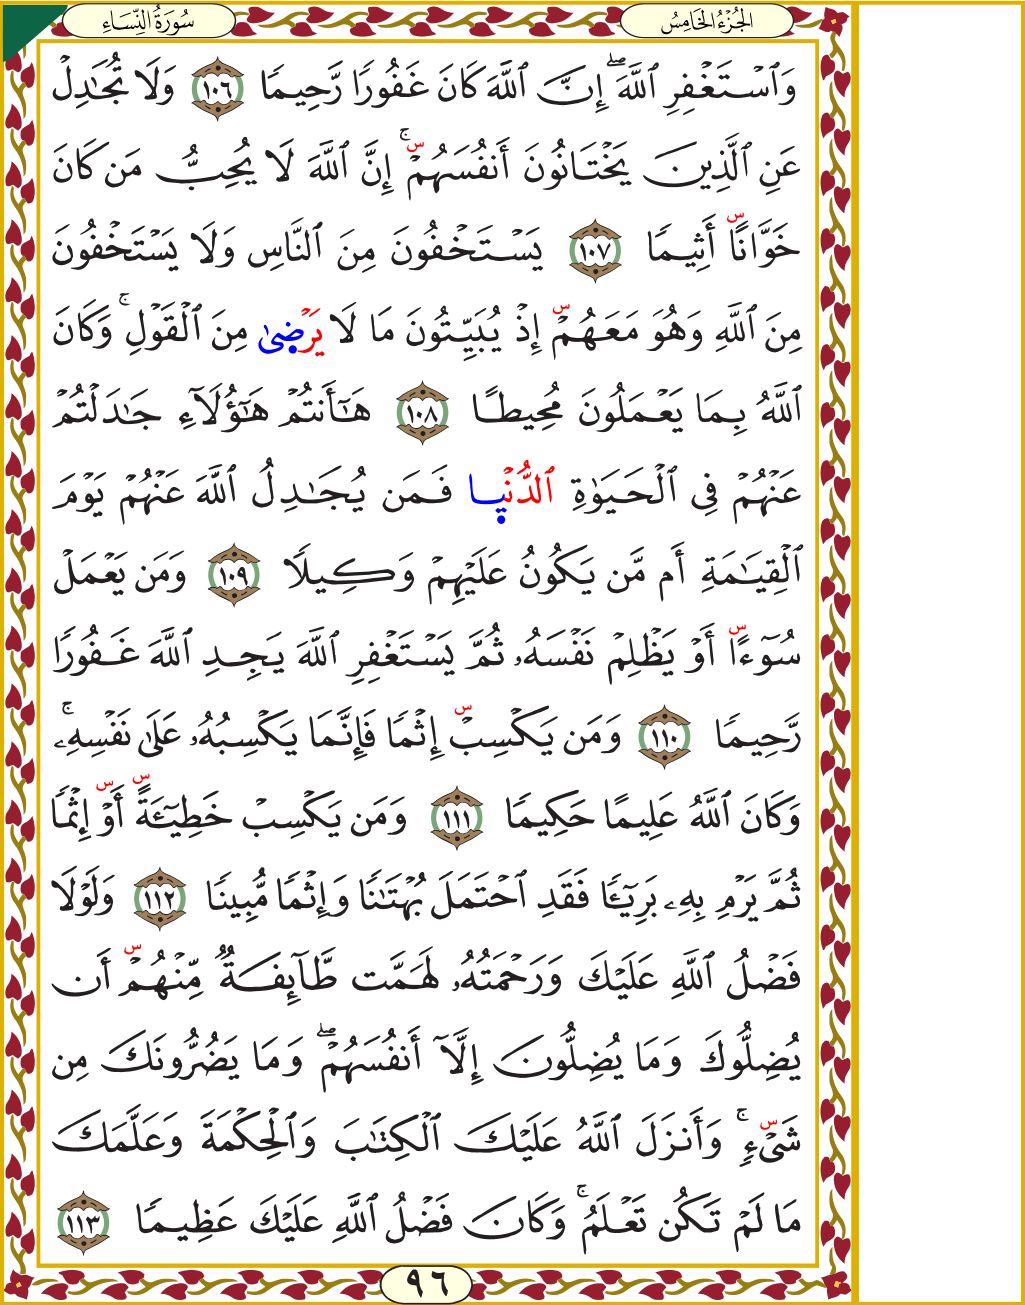 الجُزْءُ الخَامِسُ
سُورَةُ النِّسَاءِ
وَٱسْتَغْفِرِ ٱللَّهَۖ إِنَّ ٱللَّهَ كَانَ غَفُورًا رَّحِيمًا ١٠٦ وَلَا تُجَٰدِلْ
عَنِ ٱلَّذِينَ يَخْتَانُونَ أَنفُسَهُمْۚ إِنَّ ٱللَّهَ لَا يُحِبُّ مَن كَانَ
خَوَّانًا أَثِيمًا ١٠٧ يَسْتَخْفُونَ مِنَ ٱلنَّاسِ وَلَا يَسْتَخْفُونَ
مِنَ ٱللَّهِ وَهُوَ مَعَهُمْ إِذْ يُبَيِّتُونَ مَا لَا يَرْضَىٰ مِنَ ٱلْقَوْلِۚ وَكَانَ
ٱللَّهُ بِمَا يَعْمَلُونَ مُحِيطًا ١٠٨ هَٰٓأَنتُمْ هَٰٓؤُلَآءِ جَٰدَلْتُمْ
عَنْهُمْ فِى ٱلْحَيَوٰةِ ٱلدُّنْيَا فَمَن يُجَٰدِلُ ٱللَّهَ عَنْهُمْ يَوْمَ
ٱلْقِيَٰمَةِ أَم مَّن يَكُونُ عَلَيْهِمْ وَكِيلًا ١٠٩ وَمَن يَعْمَلْ
سُوٓءًا أَوْ يَظْلِمْ نَفْسَهُۥ ثُمَّ يَسْتَغْفِرِ ٱللَّهَ يَجِدِ ٱللَّهَ غَفُورًا
رَّحِيمًا ١١٠ وَمَن يَكْسِبْ إِثْمًا فَإِنَّمَا يَكْسِبُهُۥ عَلَىٰ نَفْسِهِۦۚ
وَكَانَ ٱللَّهُ عَلِيمًا حَكِيمًا ١١١ وَمَن يَكْسِبْ خَطِيٓـَٔةً أَوْ إِثْمًا
ثُمَّ يَرْمِ بِهِۦ بَرِيٓـًٔا فَقَدِ ٱحْتَمَلَ بُهْتَٰنًا وَإِثْمًا مُّبِينًا ١١٢ وَلَوْلَا
فَضْلُ ٱللَّهِ عَلَيْكَ وَرَحْمَتُهُۥ لَهَمَّت طَّآئِفَةٌ مِّنْهُمْ أَن
يُضِلُّوكَ وَمَا يُضِلُّونَ إِلَّآ أَنفُسَهُمْۖ وَمَا يَضُرُّونَكَ مِن
شَىْءٍۚ وَأَنزَلَ ٱللَّهُ عَلَيْكَ ٱلْكِتَٰبَ وَٱلْحِكْمَةَ وَعَلَّمَكَ
مَا لَمْ تَكُن تَعْلَمُۚ وَكَانَ فَضْلُ ٱللَّهِ عَلَيْكَ عَظِيمًا ١١٣
٩٦